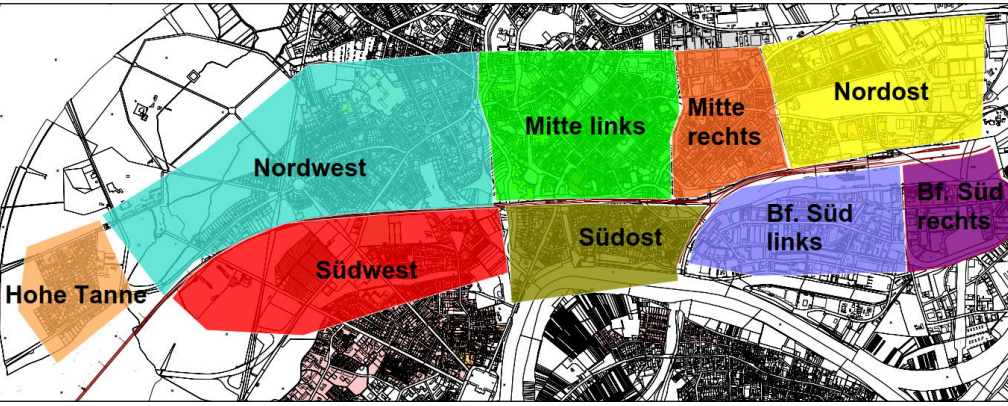 Nordwest
Mitte links
Mitte
rechts
Nordost
Hohe Tanne
Südwest
Südost
Bf. Süd
links
Bf. Süd
rechts